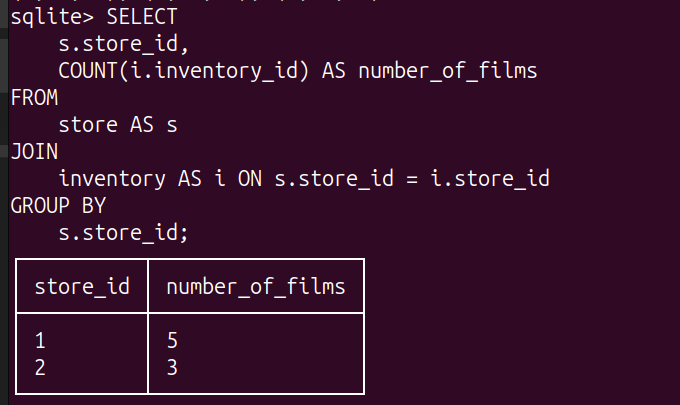 sqlite> SELECT
    s.store_id,
    COUNT(i.inventory_id) AS number_of_films
FROM
    store AS s
JOIN
    inventory AS i ON s.store_id = i.store_id
GROUP BY
    s.store_id;
store_id number_of_films
1 5
2 3